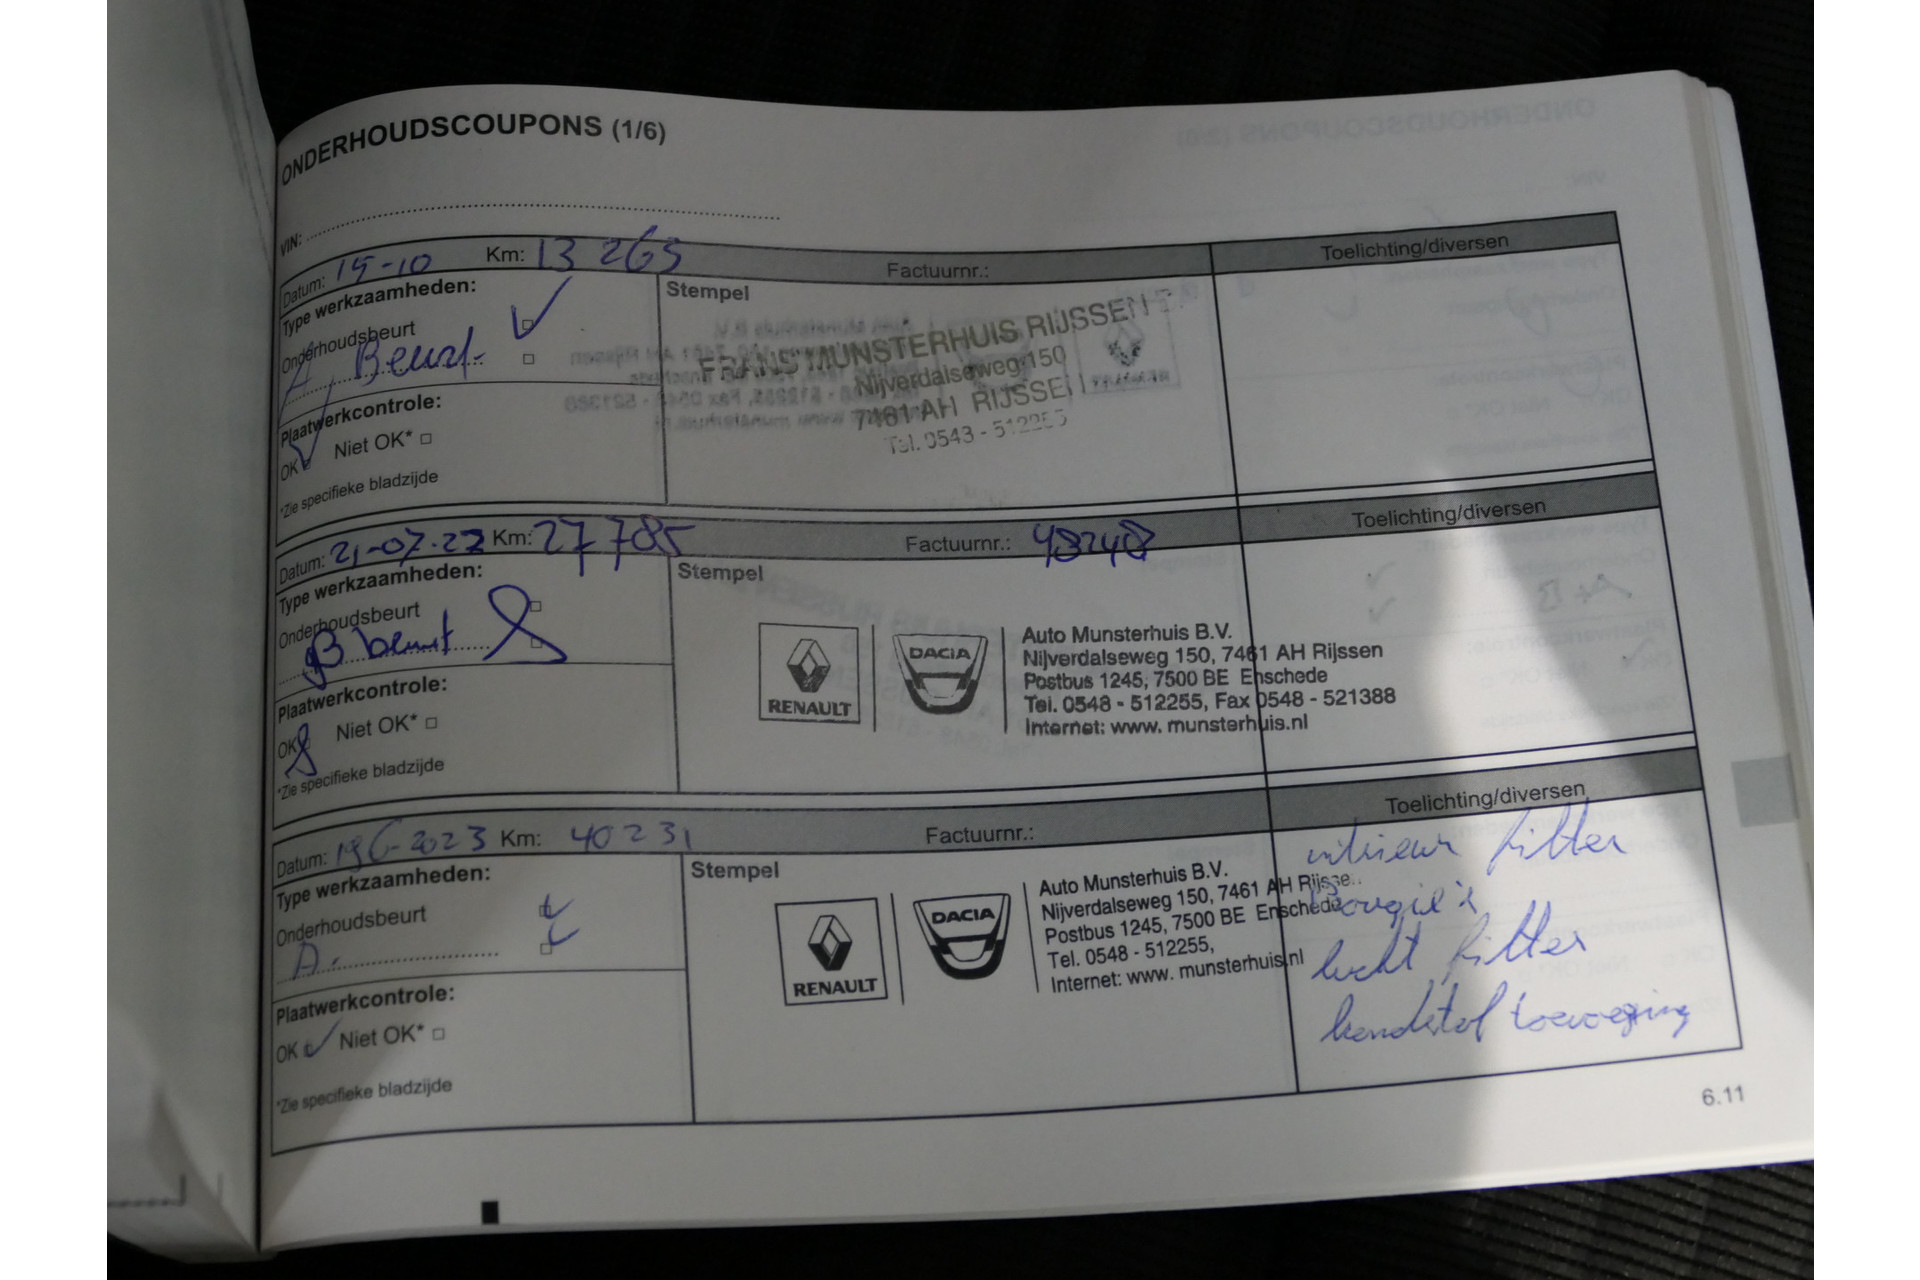 ONDERHOUDSCOUPONS (1/6)
VIN:
Datum: 15-10 Km: 13 265 Factuurnr.: Toelichting/diversen
Type werkzaamheden:
Onderhoudsbeurt
A. Beurt
Plaatwerkcontrole:
OK Niet OK*
*Zie specifieke bladzijde
Stempel
FRANS MUNSTERHUIS RIJSSEN
Nijverdalseweg 150
7461 AH RIJSSEN
Tel. 0543 - 512255
Datum: 21-07-22 Km: 27785 Factuurnr.: 48248 Toelichting/diversen
Type werkzaamheden:
Onderhoudsbeurt
B beurt
Plaatwerkcontrole:
OK Niet OK*
*Zie specifieke bladzijde
Stempel
RENAULT
DACIA
Auto Munsterhuis B.V.
Nijverdalseweg 150, 7461 AH Rijssen
Postbus 1245, 7500 BE Enschede
Tel. 0548 - 512255, Fax 0548 - 521388
Internet: www. munsterhuis.nl
Datum: 19 6-2023 Km: 40231 Factuurnr.: Toelichting/diversen
Type werkzaamheden:
Onderhoudsbeurt
A.
Plaatwerkcontrole:
OK Niet OK*
*Zie specifieke bladzijde
Stempel
RENAULT
DACIA
Auto Munsterhuis B.V.
Nijverdalseweg 150, 7461 AH Rijsse
Postbus 1245, 7500 BE Enschede
Tel. 0548 - 512255,
Internet: www. munsterhuis.nl
intrieur filter
Bougie's
lucht filter
toevoeging
6.11